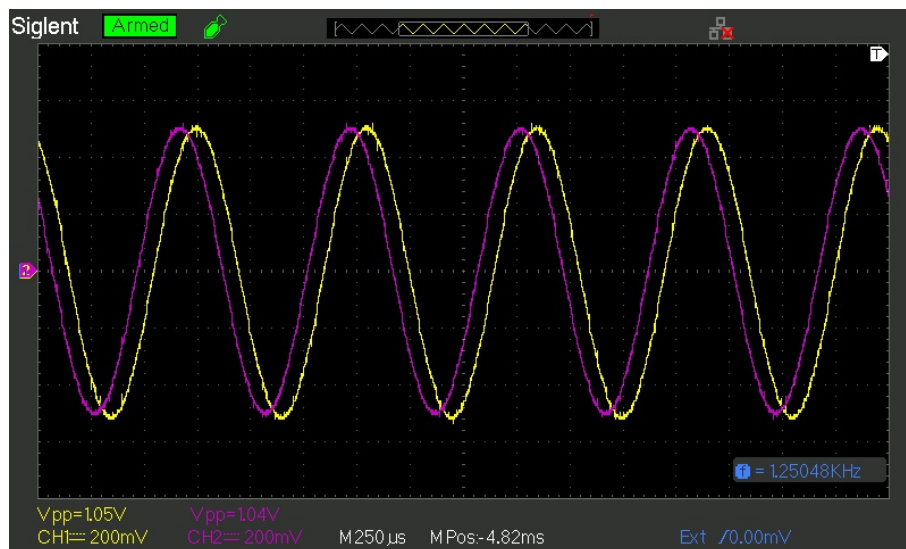 Siglent Armed
T
2
f = 1.25048KHz
Vpp=1.05V Vpp=1.04V
CH1 200mV CH2 200mV M 250μs M Pos:-4.82ms Ext /0.00mV